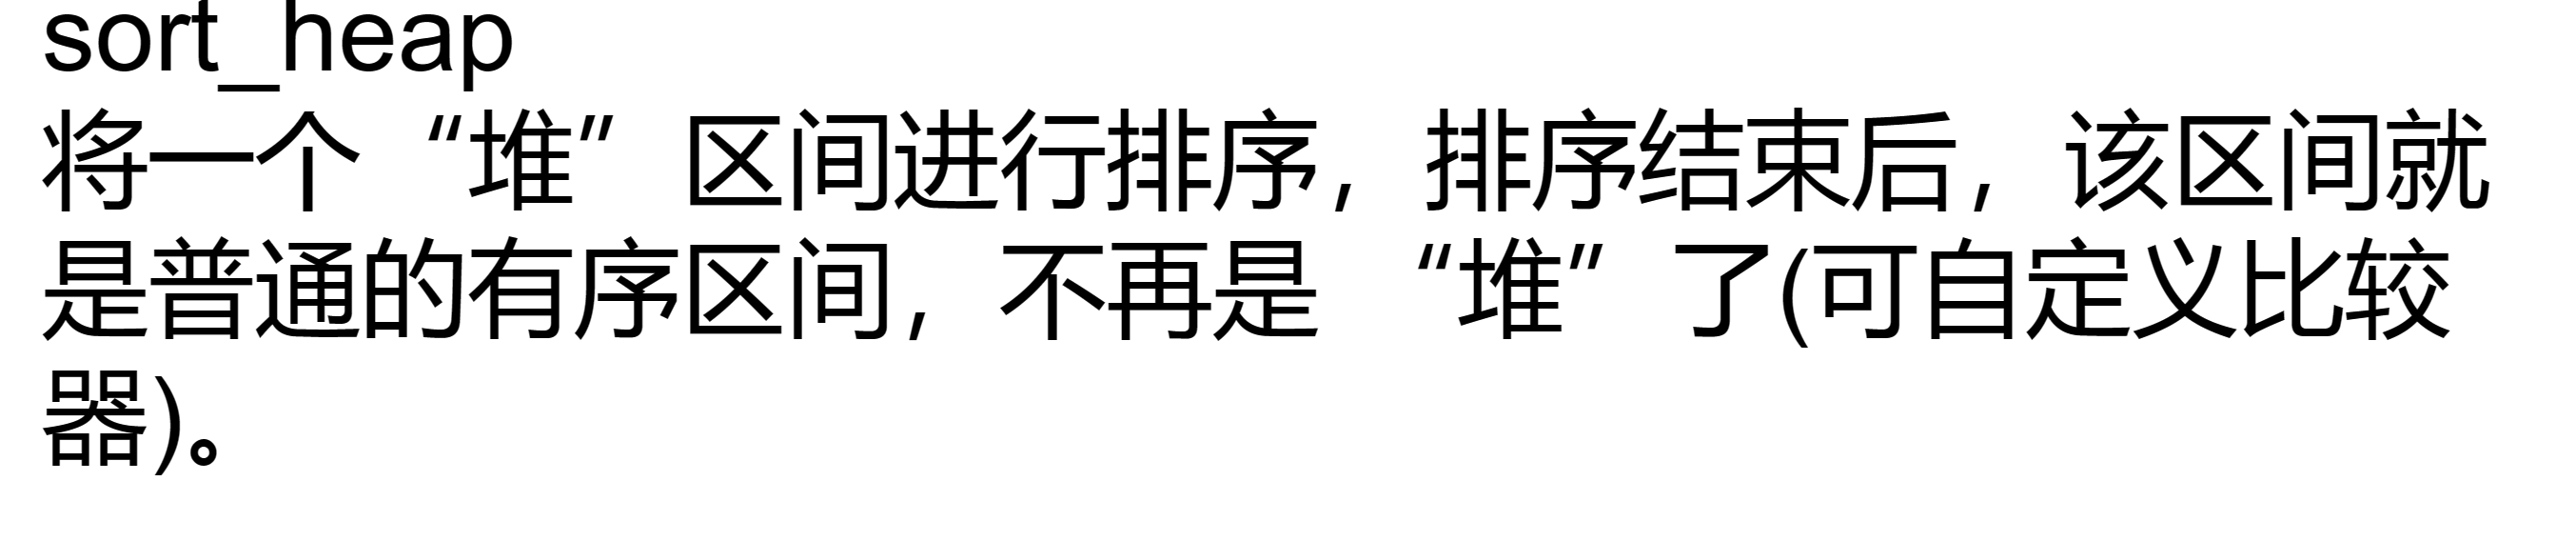 sort_heap
将一个“堆”区间进行排序，排序结束后，该区间就
是普通的有序区间，不再是“堆”了(可自定义比较
器)。